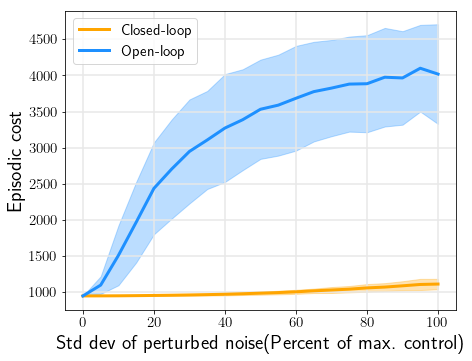 Closed-loop
Open-loop
Episodic cost
4500
4000
3500
3000
2500
2000
1500
1000
0 20 40 60 80 100
Std dev of perturbed noise(Percent of max. control)